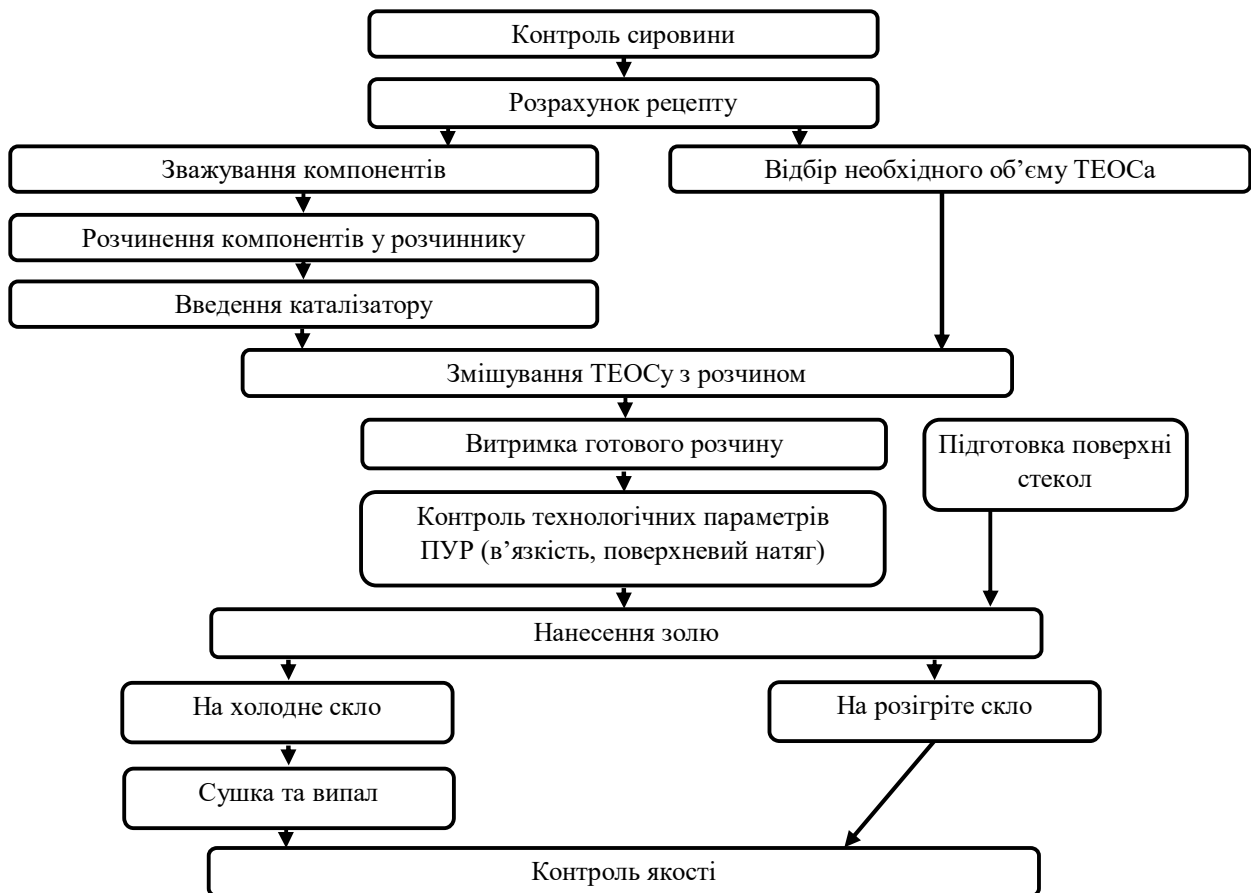 Контроль сировини
Розрахунок рецепту
Зважування компонентів
Відбір необхідного об’єму ТЕОСа
Розчинення компонентів у розчиннику
Введення каталізатору
Змішування ТЕОСу з розчином
Витримка готового розчину
Підготовка поверхні
стекол
Контроль технологічних параметрів
ПУР (в’язкість, поверхневий натяг)
Нанесення золю
На холодне скло
На розігріте скло
Сушка та випал
Контроль якості